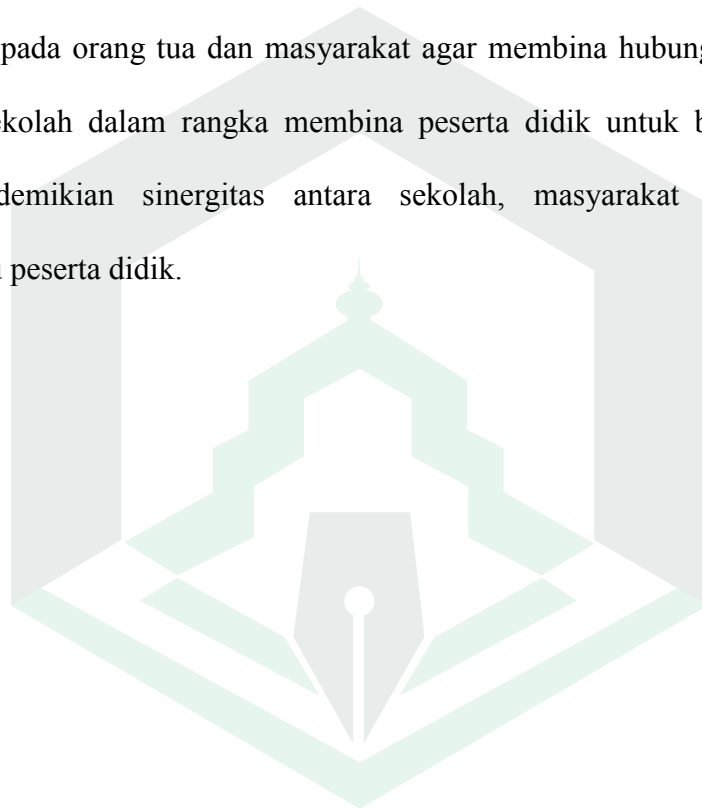 pada orang tua dan masyarakat agar membina hubung
ekolah dalam rangka membina peserta didik untuk b
demikian sinergitas antara sekolah, masyarakat
peserta didik.